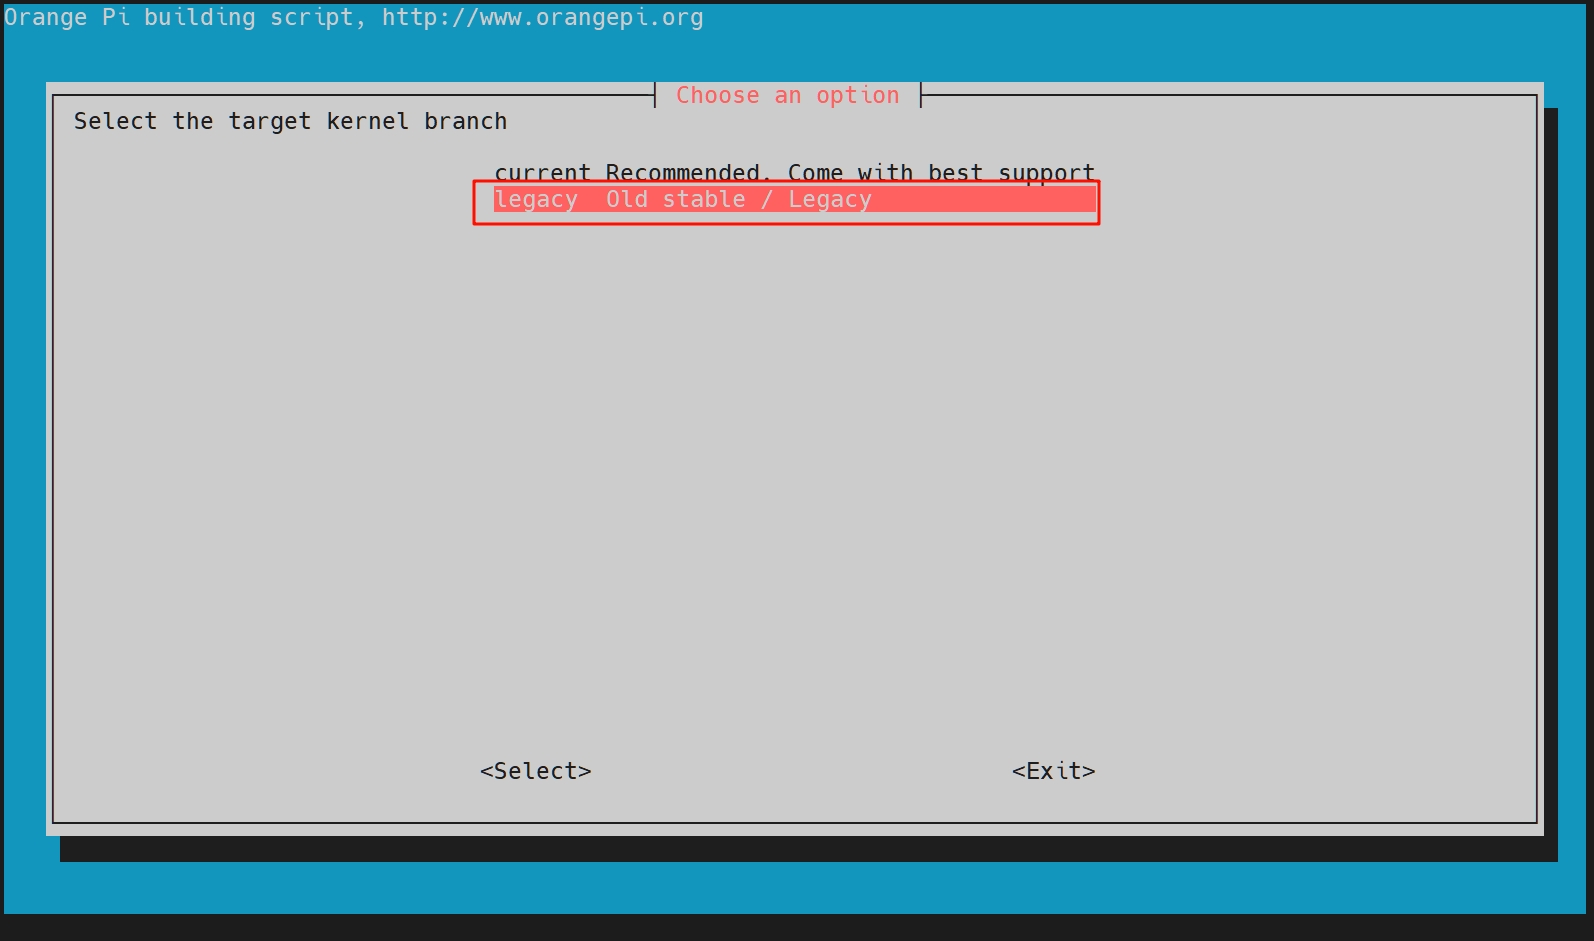 Orange Pi building script, http://www.orangepi.org
Choose an option
Select the target kernel branch
current Recommended. Come with best support
legacy  Old stable / Legacy
<Select>
<Exit>